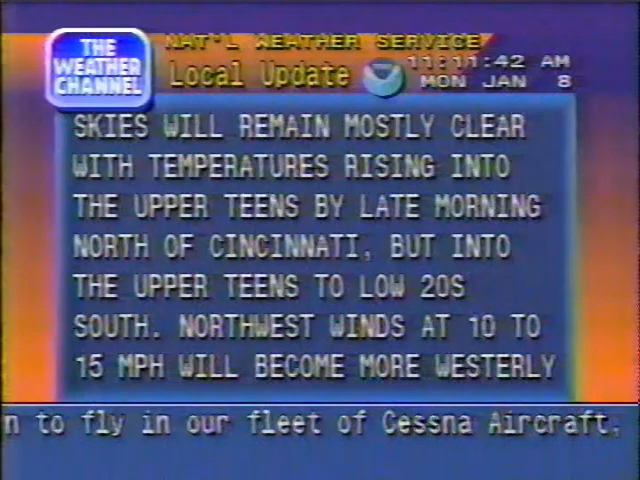 THE
WEATHER
CHANNEL
NAT'L WEATHER SERVICE
Local Update
11:11:42 AM
MON JAN 8
SKIES WILL REMAIN MOSTLY CLEAR
WITH TEMPERATURES RISING INTO
THE UPPER TEENS BY LATE MORNING
NORTH OF CINCINNATI, BUT INTO
THE UPPER TEENS TO LOW 20S
SOUTH. NORTHWEST WINDS AT 10 TO
15 MPH WILL BECOME MORE WESTERLY
n to fly in our fleet of Cessna Aircraft.